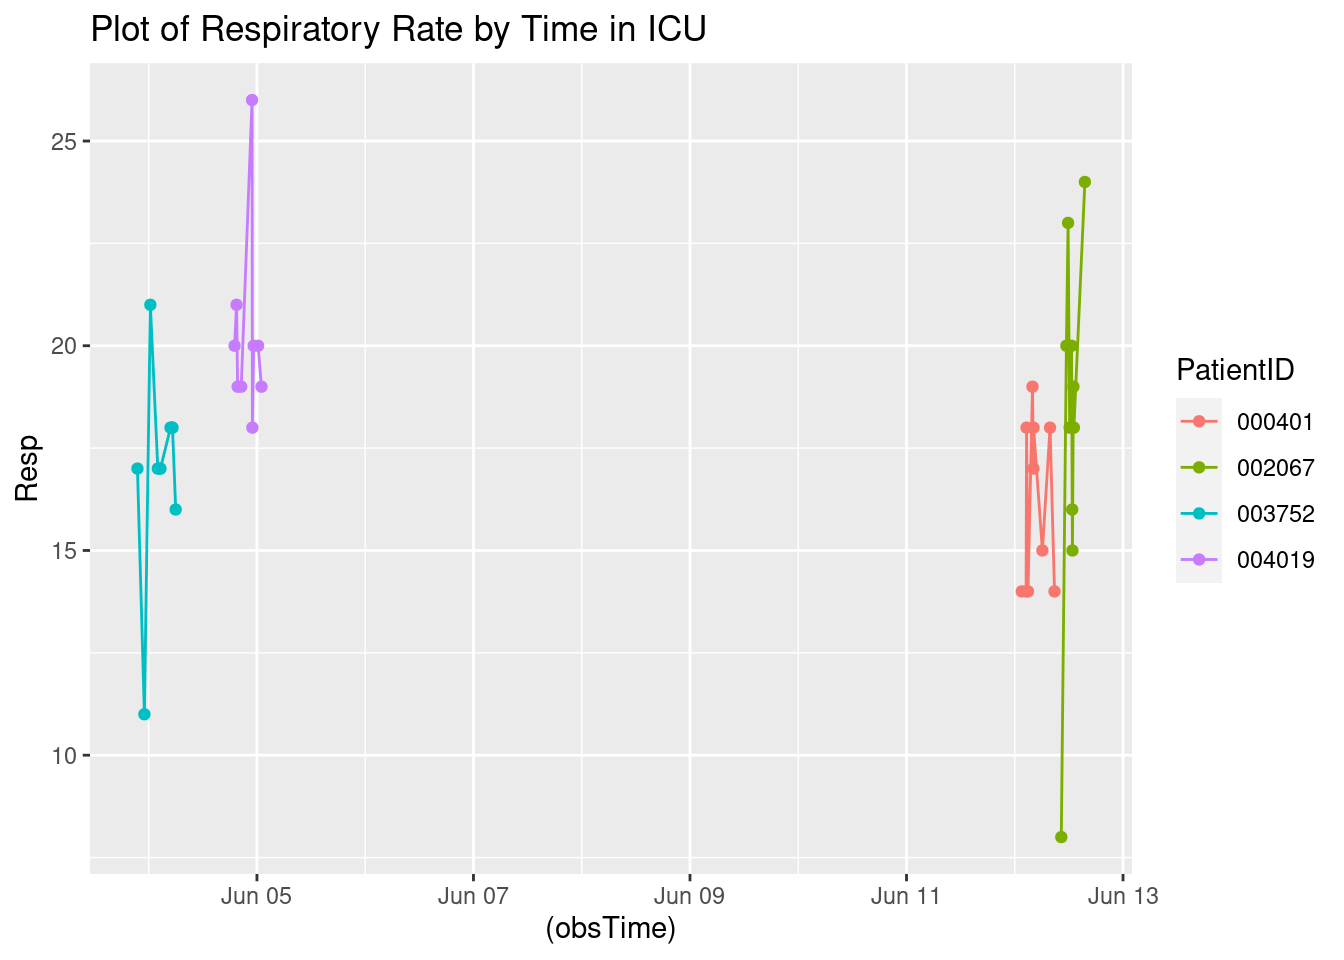 Plot of Respiratory Rate by Time in ICU
25
20
15
10
Resp
Jun 05
Jun 07
Jun 09
Jun 11
Jun 13
(obsTime)
PatientID
000401
002067
003752
004019